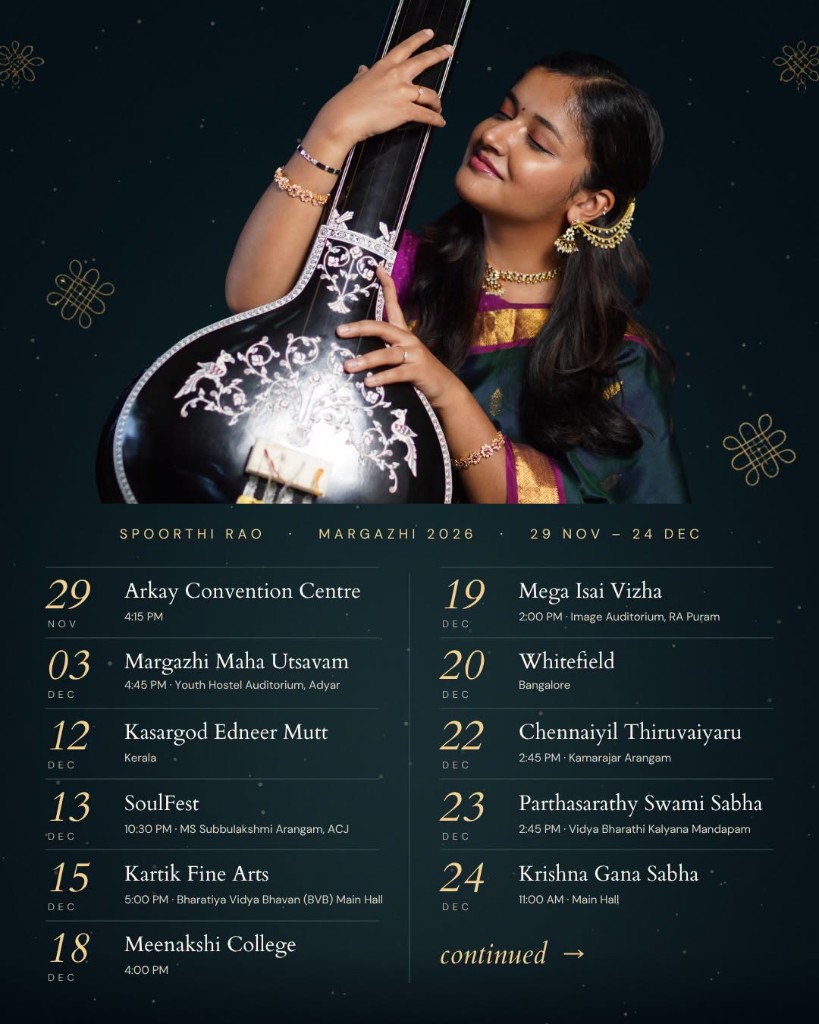 SPOORTHI RAO · MARGAZHI 2026 · 29 NOV – 24 DEC
29
NOV
Arkay Convention Centre
4:15 PM
03
DEC
Margazhi Maha Utsavam
4:45 PM · Youth Hostel Auditorium, Adyar
12
DEC
Kasargod Edneer Mutt
Kerala
13
DEC
SoulFest
10:30 PM · MS Subbulakshmi Arangam, ACJ
15
DEC
Kartik Fine Arts
5:00 PM · Bharatiya Vidya Bhavan (BVB) Main Hall
18
DEC
Meenakshi College
4:00 PM
19
DEC
Mega Isai Vizha
2:00 PM · Image Auditorium, RA Puram
20
DEC
Whitefield
Bangalore
22
DEC
Chennaiyil Thiruvaiyaru
2:45 PM · Kamarajar Arangam
23
DEC
Parthasarathy Swami Sabha
2:45 PM · Vidya Bharathi Kalyana Mandapam
24
DEC
Krishna Gana Sabha
11:00 AM · Main Hall
continued →